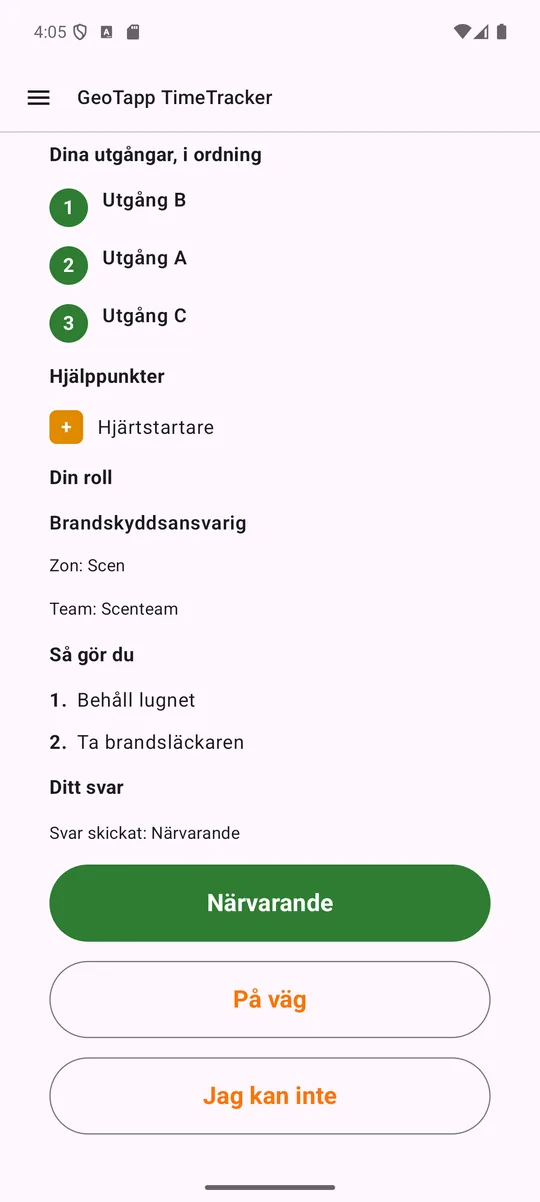 4:05
GeoTapp TimeTracker
Dina utgångar, i ordning
1 Utgång B
2 Utgång A
3 Utgång C
Hjälppunkter
+ Hjärtstartare
Din roll
Brandskyddsansvarig
Zon: Scen
Team: Scenteam
Så gör du
1. Behåll lugnet
2. Ta brandsläckaren
Ditt svar
Svar skickat: Närvarande
Närvarande
På väg
Jag kan inte